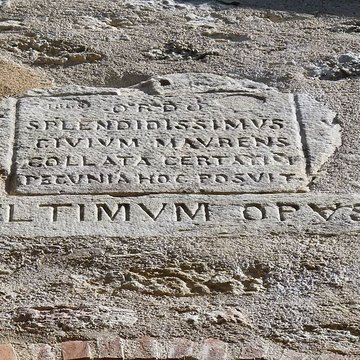 ORDO
SPLENDIDISSIMVS
CIVIVM MAVRENS
COLLATA CERTATIM
PECVNIA HOC POSVIT
LTIMVM OPVS